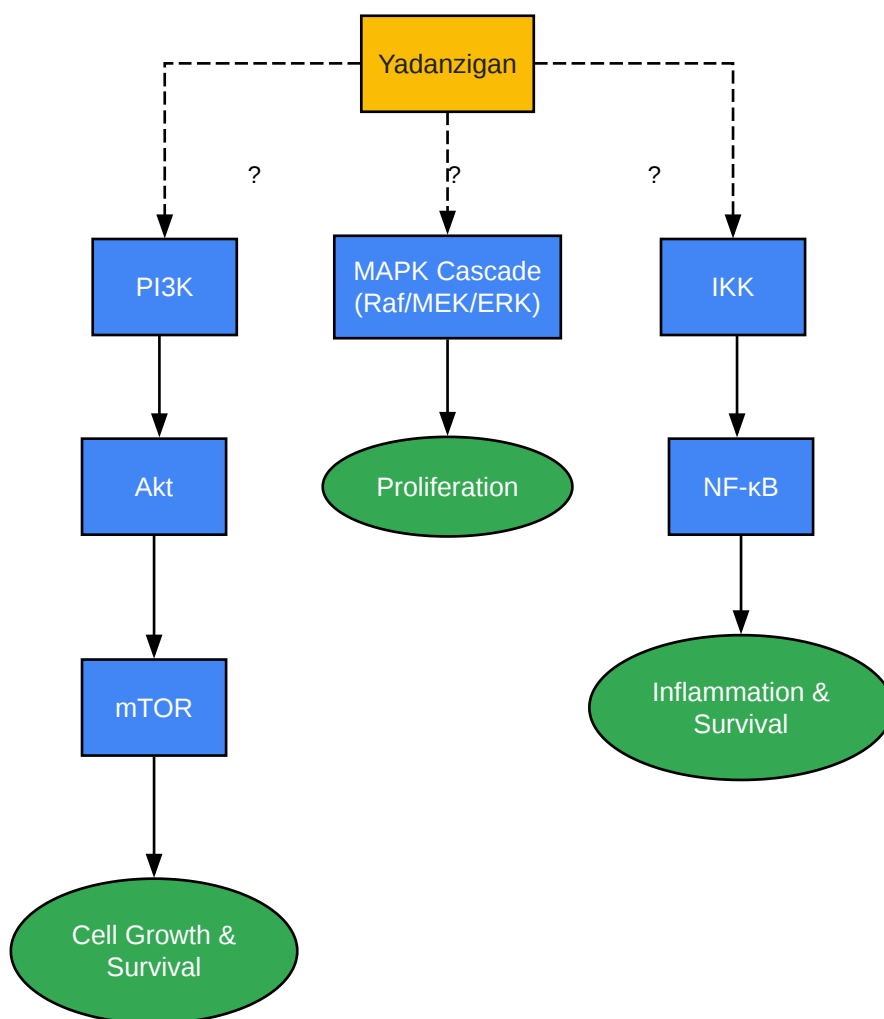 Yadanzigan
?
?
?
PI3K
MAPK Cascade
(Raf/MEK/ERK)
IKK
Akt
Proliferation
NF-κB
mTOR
Inflammation &
Survival
Cell Growth &
Survival